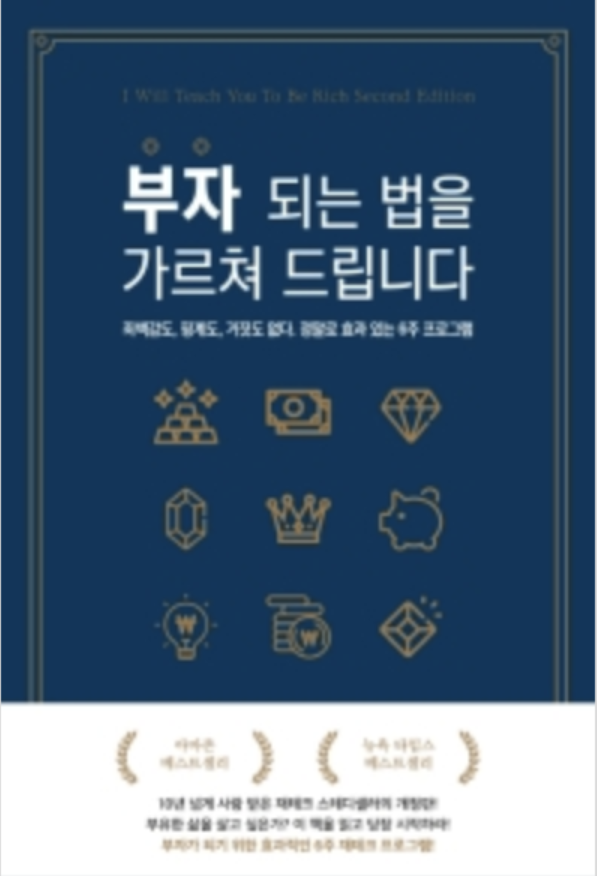 I Will Teach You To Be Rich Second Edition
부자 되는 법을
가르쳐 드립니다
죄책감도, 핑계도, 거짓도 없다. 정말로 효과 있는 6주 프로그램
아마존
베스트셀러
뉴욕 타임스
베스트셀러
10년 넘게 사랑 받은 재테크 스테디셀러의 개정판!
부유한 삶을 살고 싶은가? 이 책을 읽고 당장 시작하라!
부자가 되기 위한 효과적인 6주 재테크 프로그램!